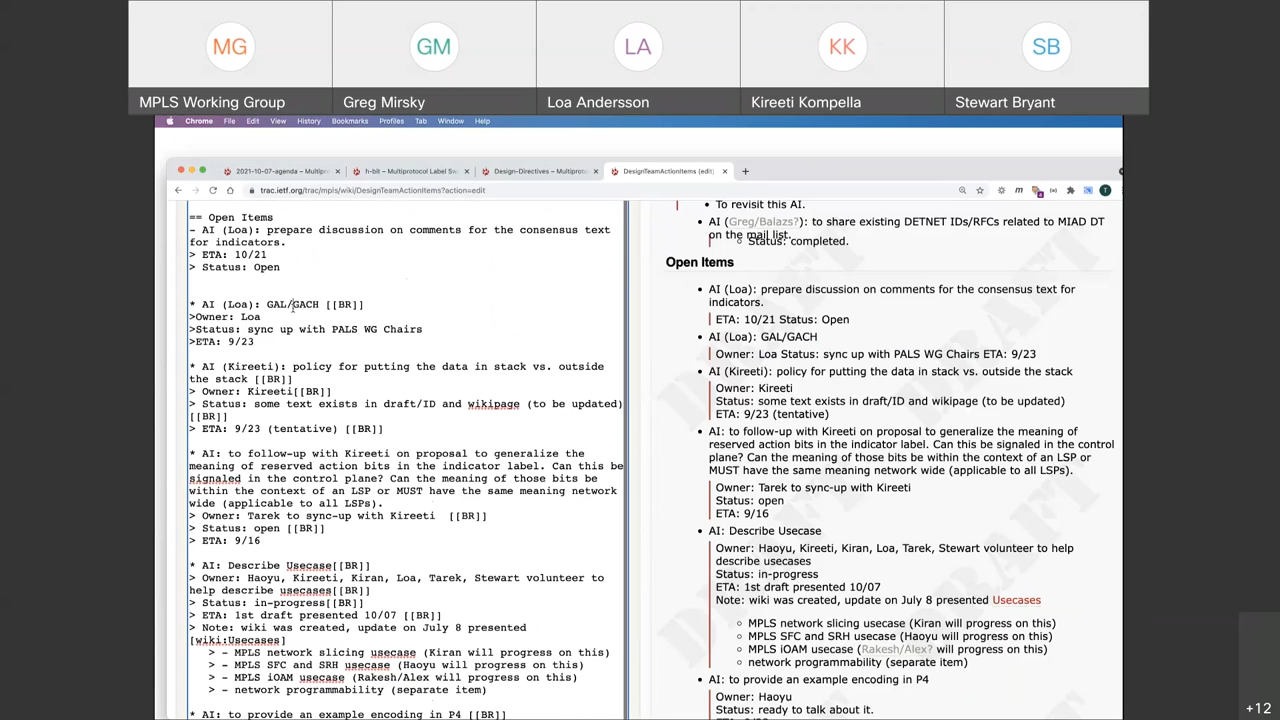 MG
GM
LA
KK
SB
MPLS Working Group
Greg Mirsky
Loa Andersson
Kireeti Kompella
Stewart Bryant
Chrome File Edit View History Bookmarks Profiles Tab Window Help
2021-10-07-agenda – Multipr
h-bit – Multiprotocol Label Sw
Design-Directives – Multiproto
DesignTeamActionItems (edit)
trac.ietf.org/trac/mpls/wiki/DesignTeamActionItems?action=edit
== Open Items
- AI (Loa): prepare discussion on comments for the consensus text
for indicators.
> ETA: 10/21
> Status: Open
* AI (Loa): GAL/GACH [[BR]]
>Owner: Loa
>Status: sync up with PALS WG Chairs
>ETA: 9/23
* AI (Kireeti): policy for putting the data in stack vs. outside
the stack [[BR]]
> Owner: Kireeti[[BR]]
> Status: some text exists in draft/ID and wikipage (to be updated)
[[BR]]
> ETA: 9/23 (tentative) [[BR]]
* AI: to follow-up with Kireeti on proposal to generalize the
meaning of reserved action bits in the indicator label. Can this be
signaled in the control plane? Can the meaning of those bits be
within the context of an LSP or MUST have the same meaning network
wide (applicable to all LSPs).
> Owner: Tarek to sync-up with Kireeti [[BR]]
> Status: open [[BR]]
> ETA: 9/16
* AI: Describe Usecase[[BR]]
> Owner: Haoyu, Kireeti, Kiran, Loa, Tarek, Stewart volunteer to
help describe usecases[[BR]]
> Status: in-progress[[BR]]
> ETA: 1st draft presented 10/07 [[BR]]
> Note: wiki was created, update on July 8 presented
[wiki:Usecases]
> - MPLS network slicing usecase (Kiran will progress on this)
> - MPLS SFC and SRH usecase (Haoyu will progress on this)
> - MPLS iOAM usecase (Rakesh/Alex will progress on this)
> - network programmability (separate item)
* AI: to provide an example encoding in P4 [[BR]]
To revisit this AI.
AI (Greg/Balazs?): to share existing DETNET IDs/RFCs related to MIAD DT
on the mail list.
Status: completed.
Open Items
AI (Loa): prepare discussion on comments for the consensus text for
indicators.
ETA: 10/21 Status: Open
AI (Loa): GAL/GACH
Owner: Loa Status: sync up with PALS WG Chairs ETA: 9/23
AI (Kireeti): policy for putting the data in stack vs. outside the stack
Owner: Kireeti
Status: some text exists in draft/ID and wikipage (to be updated)
ETA: 9/23 (tentative)
AI: to follow-up with Kireeti on proposal to generalize the meaning of
reserved action bits in the indicator label. Can this be signaled in the control
plane? Can the meaning of those bits be within the context of an LSP or
MUST have the same meaning network wide (applicable to all LSPs).
Owner: Tarek to sync-up with Kireeti
Status: open
ETA: 9/16
AI: Describe Usecase
Owner: Haoyu, Kireeti, Kiran, Loa, Tarek, Stewart volunteer to help
describe usecases
Status: in-progress
ETA: 1st draft presented 10/07
Note: wiki was created, update on July 8 presented Usecases
MPLS network slicing usecase (Kiran will progress on this)
MPLS SFC and SRH usecase (Haoyu will progress on this)
MPLS iOAM usecase (Rakesh/Alex? will progress on this)
network programmability (separate item)
AI: to provide an example encoding in P4
Owner: Haoyu
Status: ready to talk about it.
DRAFT
+12